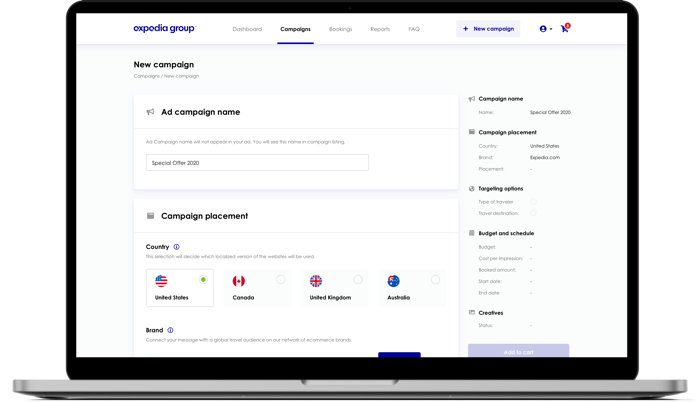 expedia group
Dashboard
Campaigns
Bookings
Reports
FAQ
+ New campaign
New campaign
Campaigns / New campaign
Ad campaign name
Ad Campaign name will not appear in your ad. You will see this name in campaign listing.
Special Offer 2020
Campaign placement
Country
This selection will decide which localised version of the websites will be used.
United States
Canada
United Kingdom
Australia
Brand
Connect your message with a global travel audience on our network of ecommerce brands.
Campaign name
Name: Special Offer 2020
Campaign placement
Country: United States
Brand: Expedia.com
Placement: -
Targeting options
Type of traveler
Travel destination:
Budget and schedule
Budget: -
Cost per impression: -
Booked amount: -
Start date: -
End date: -
Creatives
Status: -
Add to cart